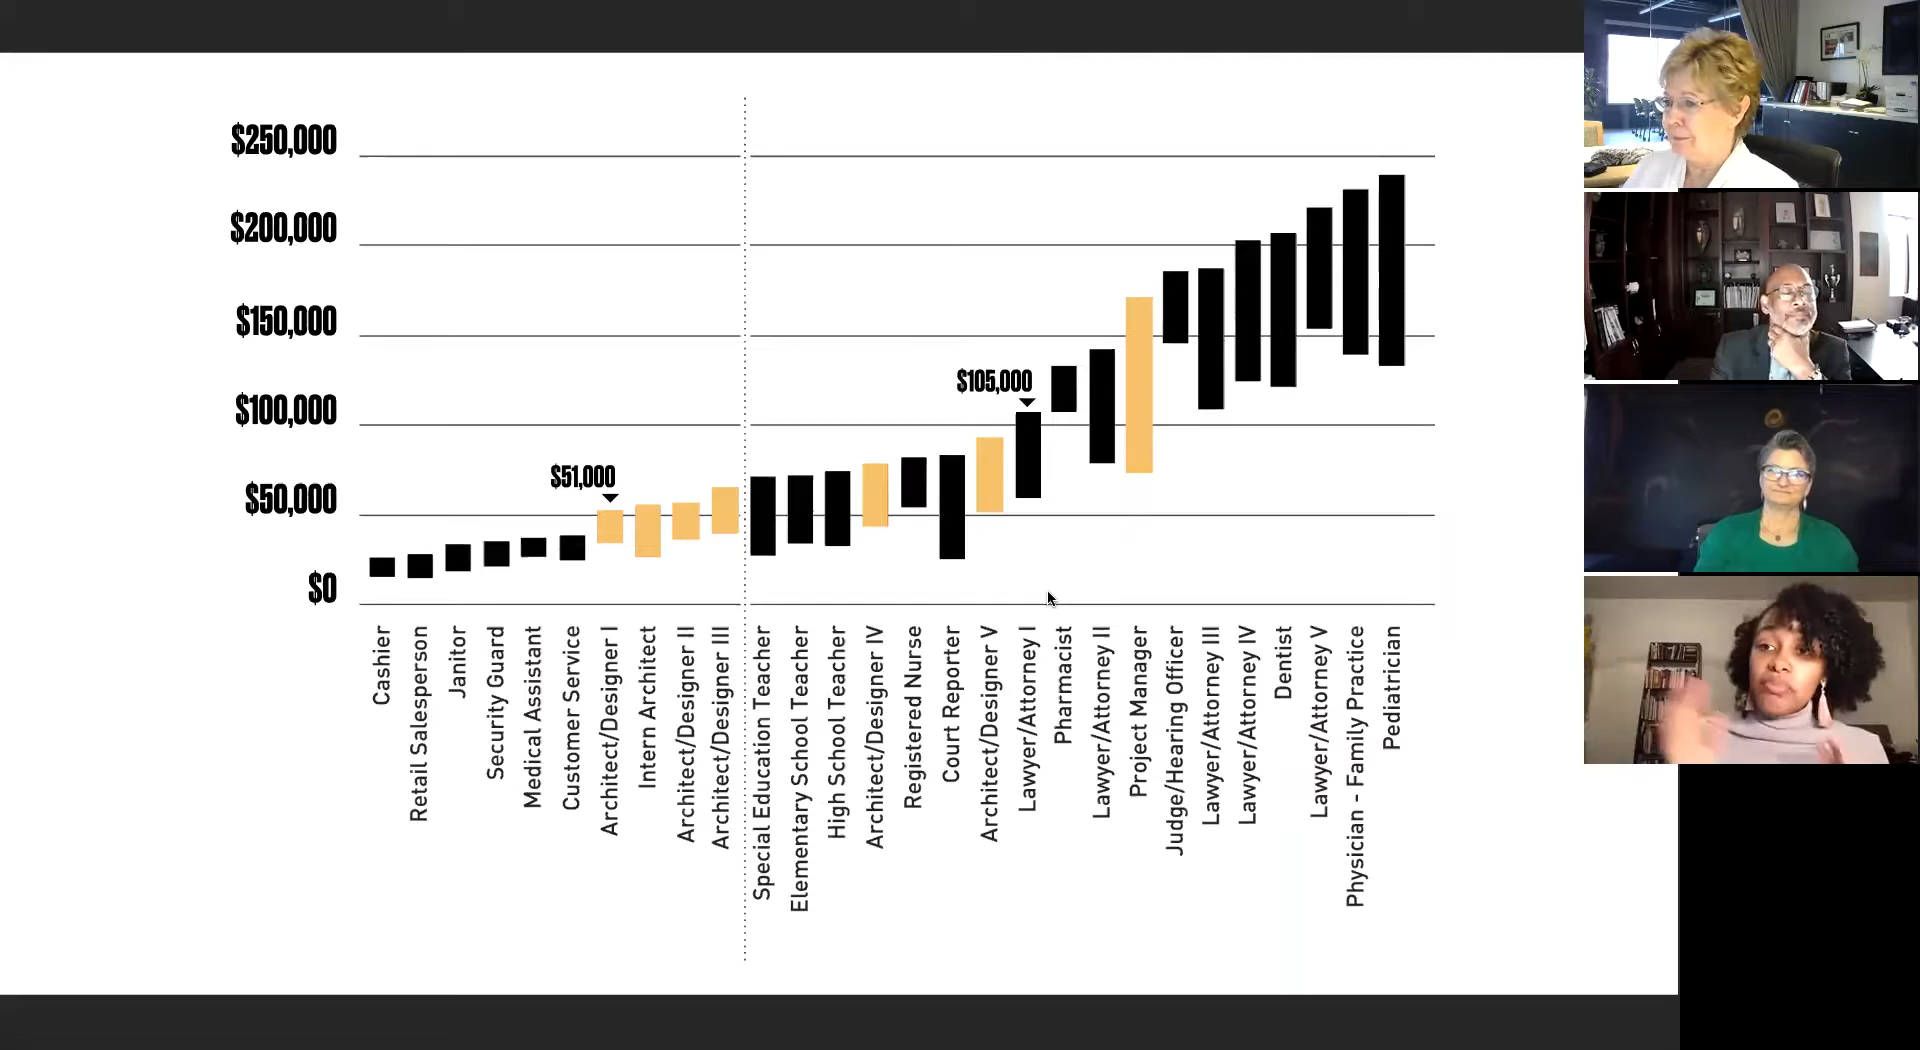 $250,000
$200,000
$150,000
$105,000
$100,000
$51,000
$50,000
$0
Cashier
Retail Salesperson
Janitor
Security Guard
Medical Assistant
Customer Service
Architect/Designer I
Intern Architect
Architect/Designer II
Architect/Designer III
Special Education Teacher
Elementary School Teacher
High School Teacher
Architect/Designer IV
Registered Nurse
Court Reporter
Architect/Designer V
Lawyer/Attorney I
Pharmacist
Lawyer/Attorney II
Project Manager
Judge/Hearing Officer
Lawyer/Attorney III
Lawyer/Attorney IV
Dentist
Lawyer/Attorney V
Physician - Family Practice
Pediatrician